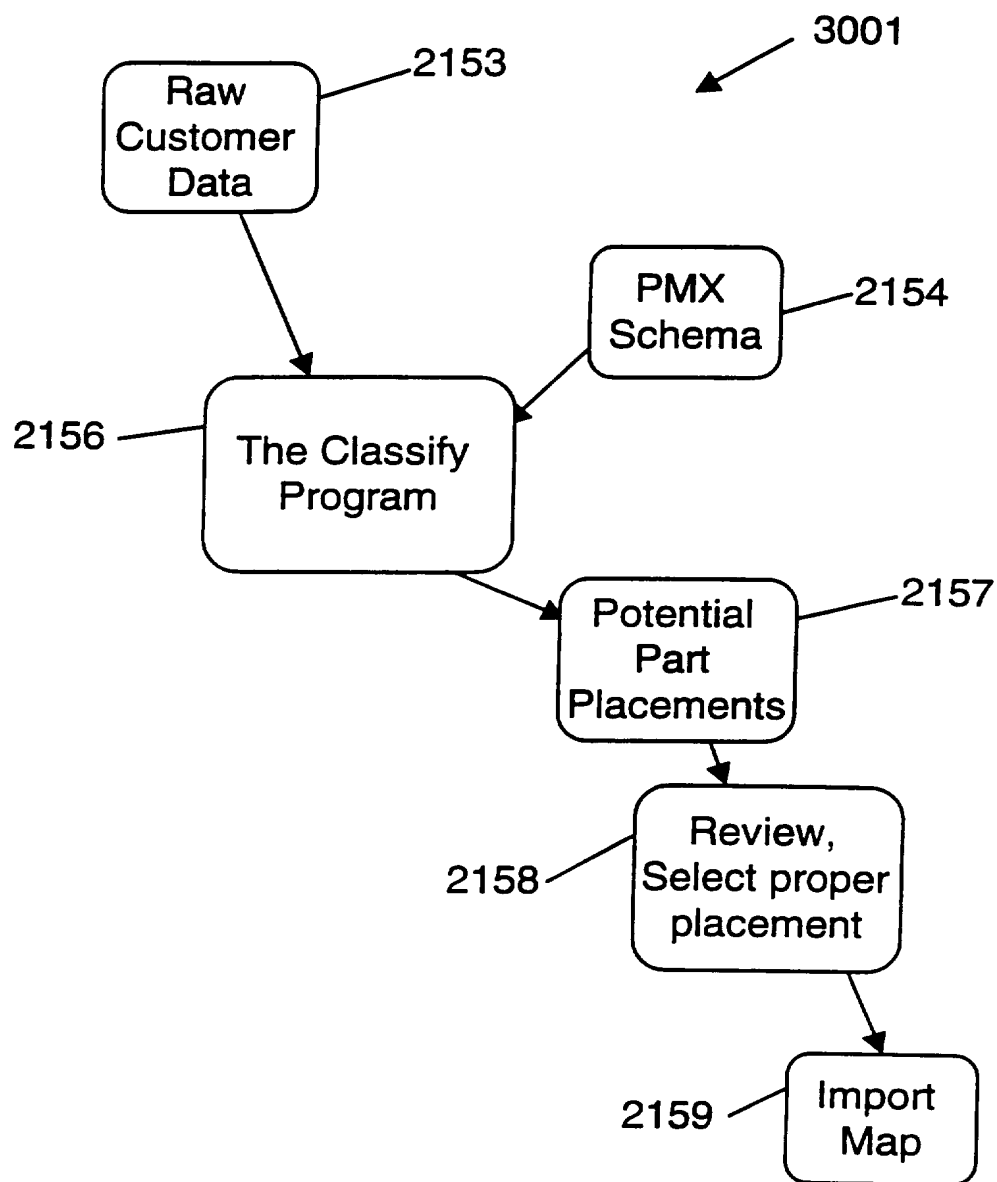 3001
2153
Raw
Customer
Data
PMX
Schema
2154
2156
The Classify
Program
2157
Potential
Part
Placements
Review,
Select proper
placement
2158
Import
Map
2159